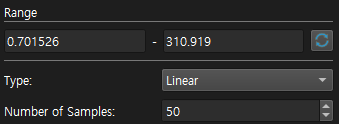 Range
0.701526 - 310.919
Type: Linear
Number of Samples: 50